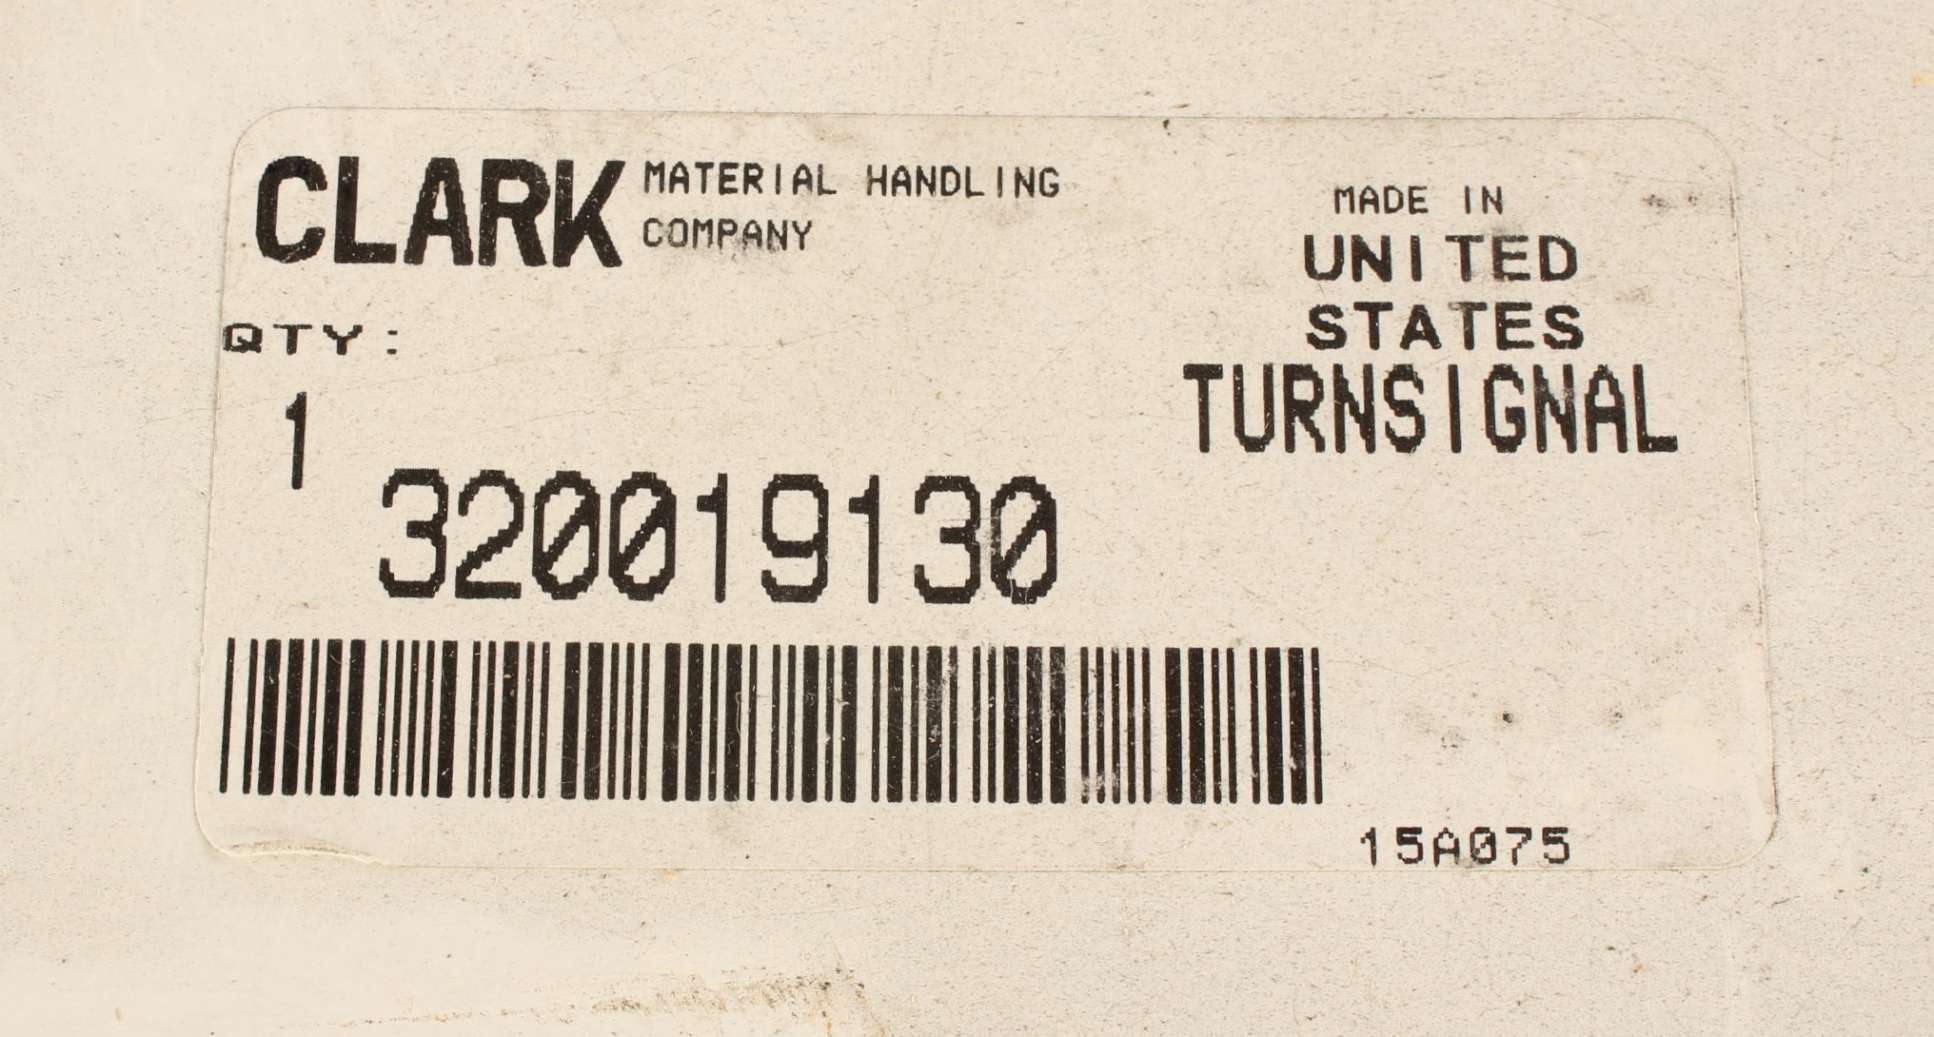 CLARK MATERIAL HANDLING
COMPANY
MADE IN
UNITED
STATES
TURNSIGNAL
QTY:
1
320019130
15A075